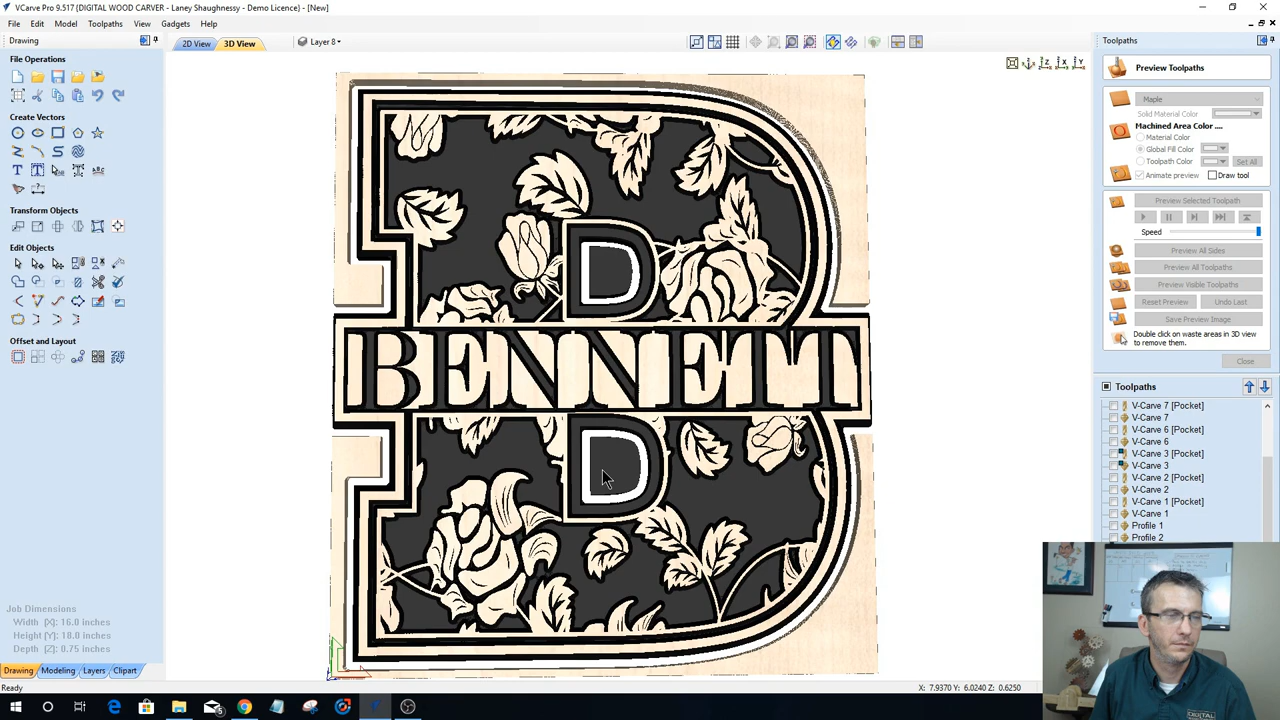 VCarve Pro 9.517 {DIGITAL WOOD CARVER - Laney Shaughnessy - Demo Licence} - [New]
File Edit Model Toolpaths View Gadgets Help
Drawing
2D View 3D View Layer 8
Toolpaths
File Operations
Create Vectors
Transform Objects
Edit Objects
Offset and Layout
Job Dimensions
Width (X): 16.0 inches
Height (Y): 18.0 inches
Depth (Z): 0.75 inches
Drawing Modeling Layers Clipart
Ready
D
BENNETT
D
Preview Toolpaths
Maple
Solid Material Color
Machined Area Color ....
Material Color
Global Fill Color
Toolpath Color Set All
Animate preview Draw tool
Preview Selected Toolpath
Speed
Preview All Sides
Preview All Toolpaths
Preview Visible Toolpaths
Reset Preview Undo Last
Save Preview Image
Double click on waste areas in 3D view
to remove them.
Close
Toolpaths
V-Carve 7 [Pocket]
V-Carve 7
V-Carve 6 [Pocket]
V-Carve 6
V-Carve 3 [Pocket]
V-Carve 3
V-Carve 2 [Pocket]
V-Carve 2
V-Carve 1 [Pocket]
V-Carve 1
Profile 1
Profile 2
X: 7.9370 Y: 6.0240 Z: 0.6250
DIGITAL